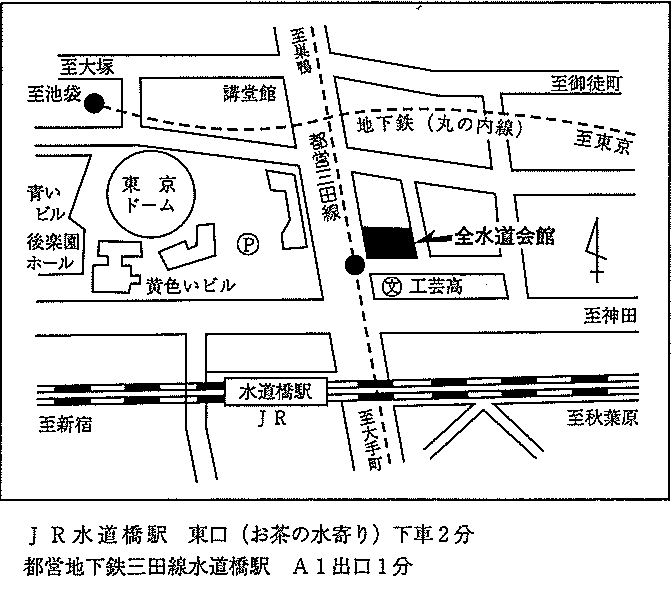 至巣鴨
至大塚
至御徒町
至池袋
講堂館
地下鉄（丸の内線）
至東京
都営三田線
東京
ドーム
青い
ビル
後楽園
ホール
Ⓟ
全水道会館
黄色いビル
文
工芸高
至神田
水道橋駅
ＪＲ
至新宿
至大手町
至秋葉原
ＪＲ水道橋駅　東口（お茶の水寄り）下車２分
都営地下鉄三田線水道橋駅　Ａ１出口１分